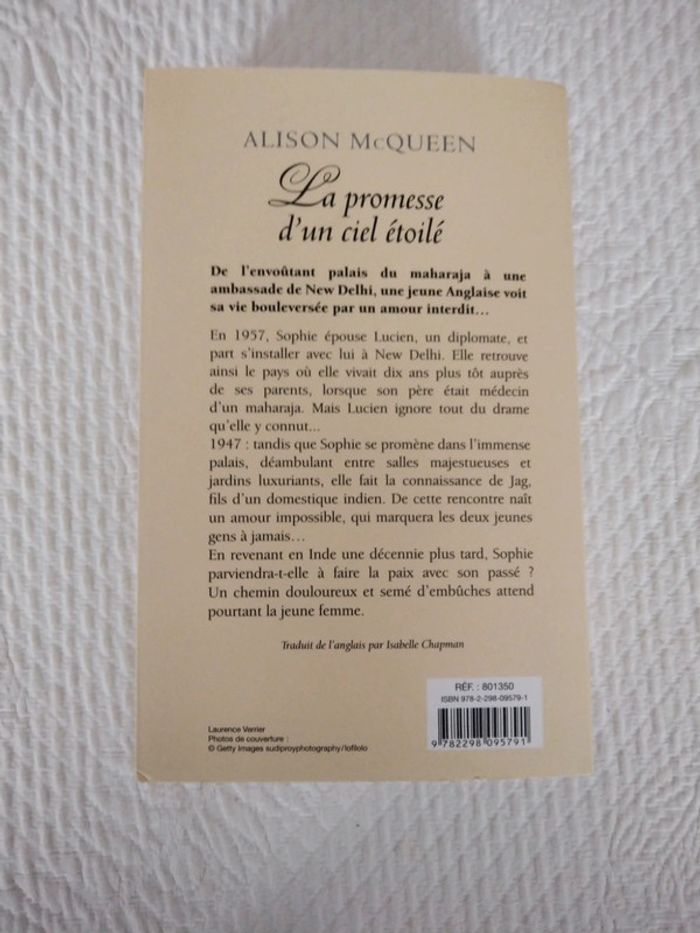 ALISON McQUEEN
La promesse
d'un ciel étoilé
De l'envoûtant palais du maharaja à une
ambassade de New Delhi, une jeune Anglaise voit
sa vie bouleversée par un amour interdit...
En 1957, Sophie épouse Lucien, un diplomate, et
part s'installer avec lui à New Delhi. Elle retrouve
ainsi le pays où elle vivait dix ans plus tôt auprès
de ses parents, lorsque son père était médecin
d'un maharaja. Mais Lucien ignore tout du drame
qu'elle y connut...
1947 : tandis que Sophie se promène dans l'immense
palais, déambulant entre salles majestueuses et
jardins luxuriants, elle fait la connaissance de Jag,
fils d'un domestique indien. De cette rencontre naît
un amour impossible, qui marquera les deux jeunes
gens à jamais...
En revenant en Inde une décennie plus tard, Sophie
parviendra-t-elle à faire la paix avec son passé ?
Un chemin douloureux et semé d'embûches attend
pourtant la jeune femme.
Traduit de l'anglais par Isabelle Chapman
RÉF. : 801350
ISBN 978-2-298-09579-1
9 782298 095791
Laurence Verrier
Photos de couverture :
© Getty Images sudiproyphotography/lofilolo